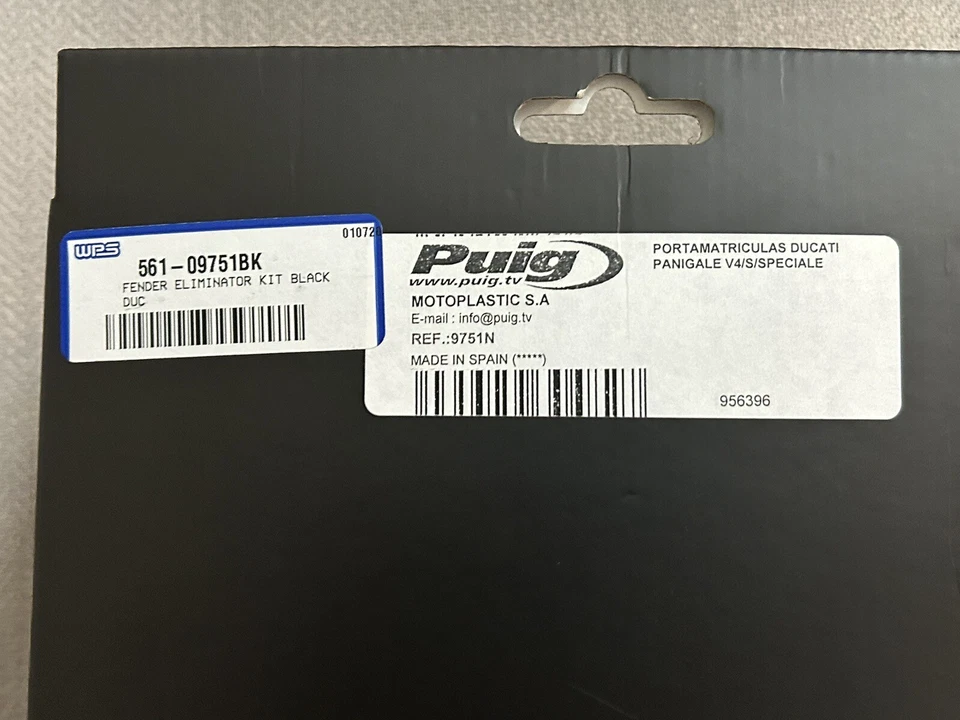 WPS
010720
561-09751BK
FENDER ELIMINATOR KIT BLACK
DUC
Puig
www.puig.tv
MOTOPLASTIC S.A
E-mail : info@puig.tv
REF.:9751N
MADE IN SPAIN (*****)
PORTAMATRICULAS DUCATI
PANIGALE V4/S/SPECIALE
956396